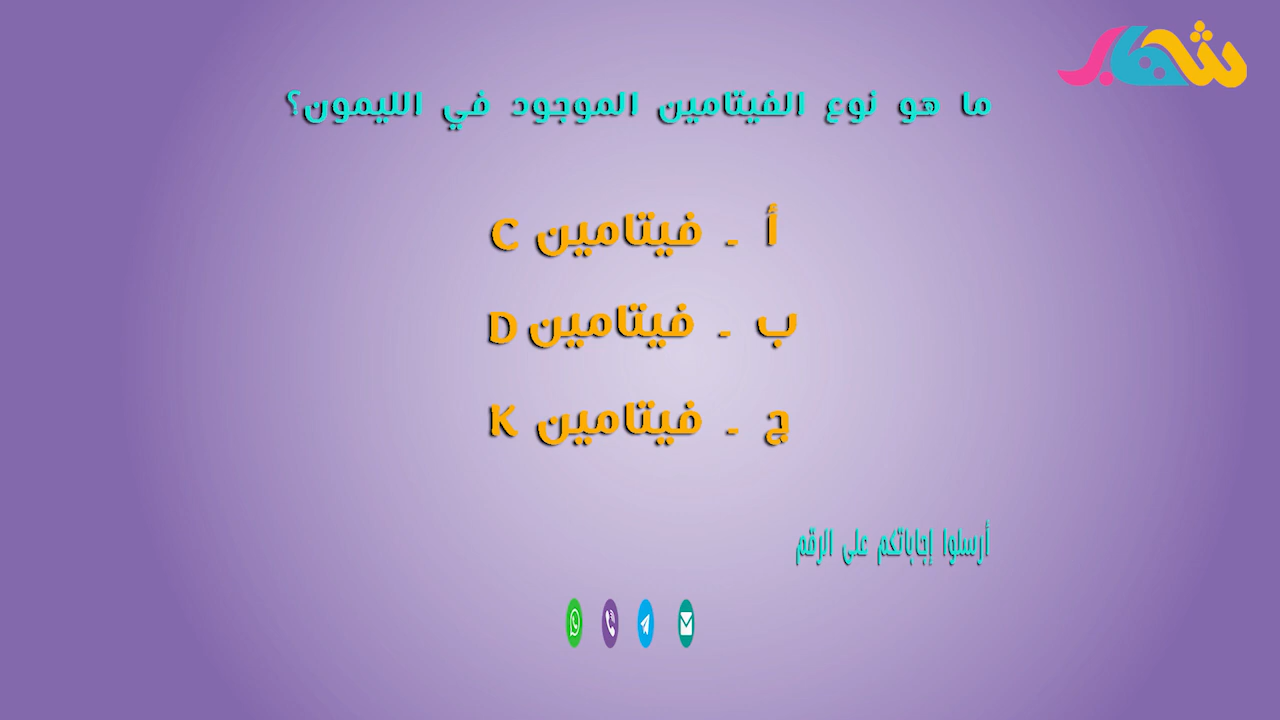 ما هو نوع الفيتامين الموجود في الليمون؟
أ - فيتامين C
ب - فيتامين D
ج - فيتامين K
أرسلوا إجاباتكم على الرقم